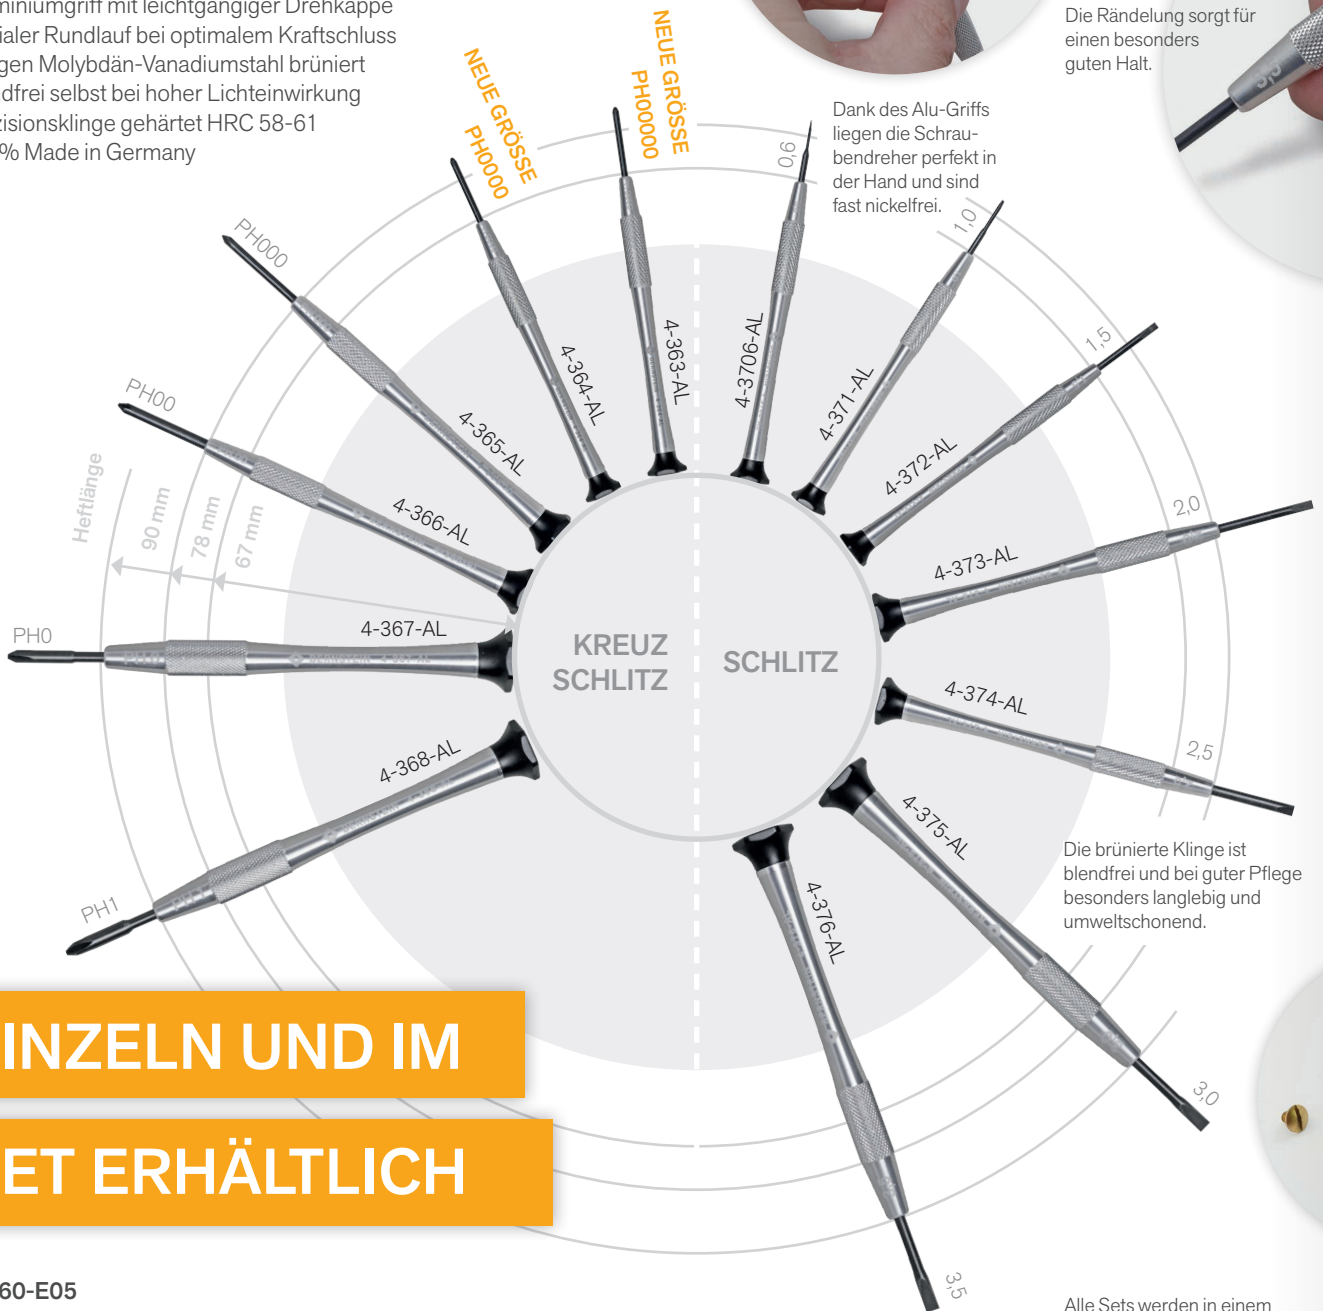 miniumgriff mit leichtgängiger Drehkappe
ialer Rundlauf bei optimalem Kraftschluss
gen Molybdän-Vanadiumstahl brüniert
dfrei selbst bei hoher Lichteinwirkung
zisionsklinge gehärtet HRC 58-61
% Made in Germany
Die Rändelung sorgt für
einen besonders
guten Halt.
Dank des Alu-Griffs
liegen die Schrau-
bendreher perfekt in
der Hand und sind
fast nickelfrei.
NEUE GRÖSSE
PH0000
NEUE GRÖSSE
PH00000
PH000
PH00
PH0
PH1
0,6
1,0
1,5
2,0
2,5
3,0
3,5
Heftlänge
90 mm
78 mm
67 mm
4-363-AL
4-364-AL
4-365-AL
4-366-AL
4-367-AL
4-368-AL
4-3706-AL
4-371-AL
4-372-AL
4-373-AL
4-374-AL
4-375-AL
4-376-AL
BERNSTEIN 4-367-AL
KREUZ
SCHLITZ
SCHLITZ
Die brünierte Klinge ist
blendfrei und bei guter Pflege
besonders langlebig und
umweltschonend.
INZELN UND IM
ET ERHÄLTLICH
60-E05
Alle Sets werden in einem